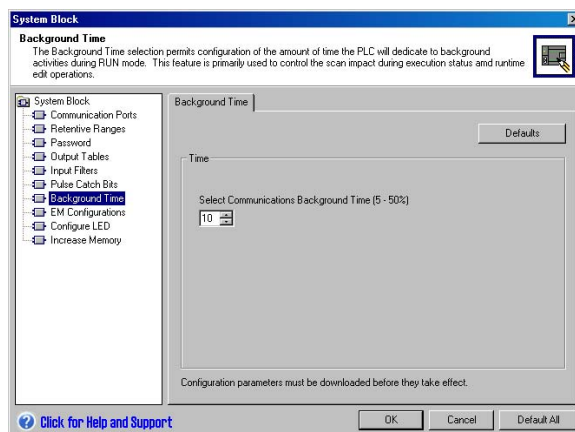 System Block
Background Time
The Background Time selection permits configuration of the amount of time the PLC will dedicate to background
activities during RUN mode. This feature is primarily used to control the scan impact during execution status and runtime
edit operations.
System Block
Communication Ports
Retentive Ranges
Password
Output Tables
Input Filters
Pulse Catch Bits
Background Time
EM Configurations
Configure LED
Increase Memory
Background Time
Defaults
Time
Select Communications Background Time (5 - 50%)
10
Configuration parameters must be downloaded before they take effect.
Click for Help and Support
OK
Cancel
Default All